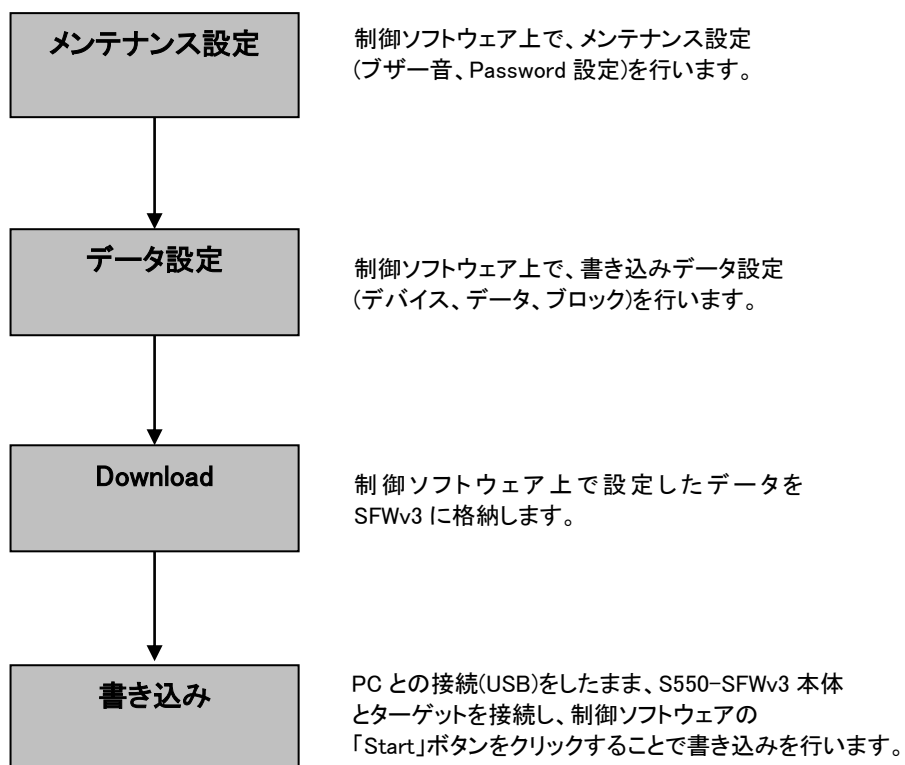 メンテナンス設定
制御ソフトウェア上で、メンテナンス設定
(ブザー音、Password 設定)を行います。
データ設定
制御ソフトウェア上で、書き込みデータ設定
(デバイス、データ、ブロック)を行います。
Download
制御ソフトウェア上で設定したデータを
SFWv3 に格納します。
書き込み
PC との接続(USB)をしたまま、S550-SFWv3 本体
とターゲットを接続し、制御ソフトウェアの
「Start」ボタンをクリックすることで書き込みを行います。